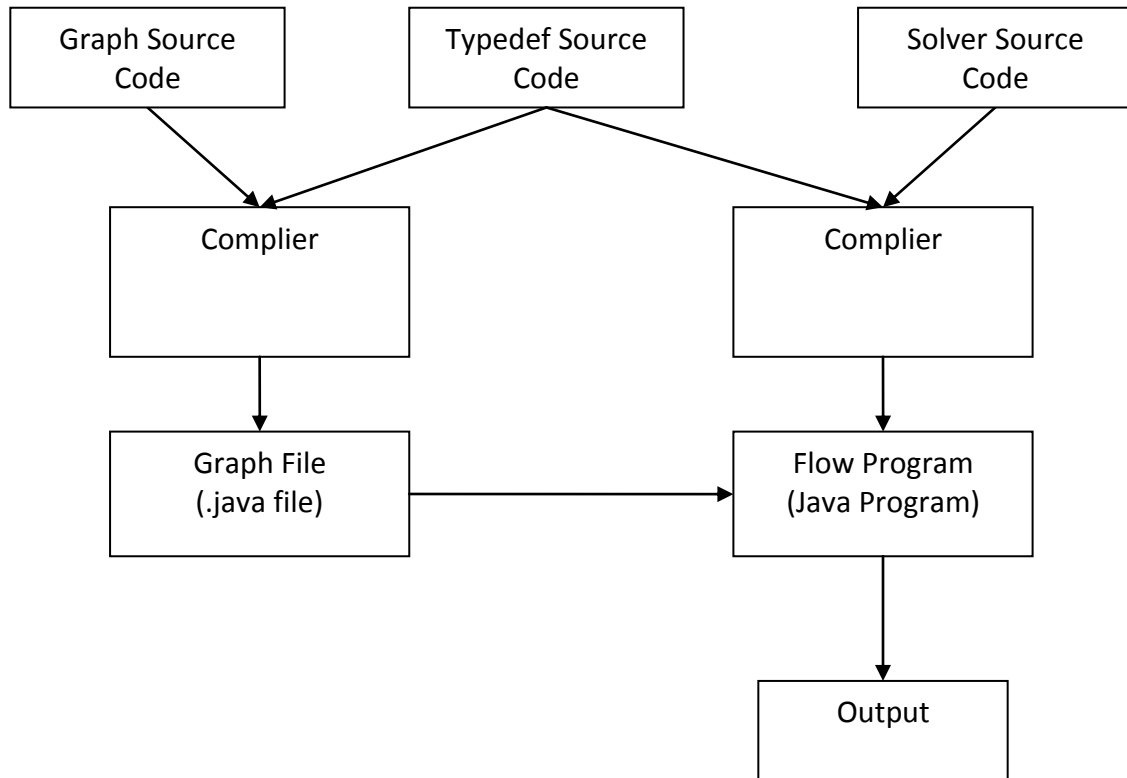 Graph Source
Code
Typedef Source
Code
Solver Source
Code
Complier
Complier
Graph File
(.java file)
Flow Program
(Java Program)
Output